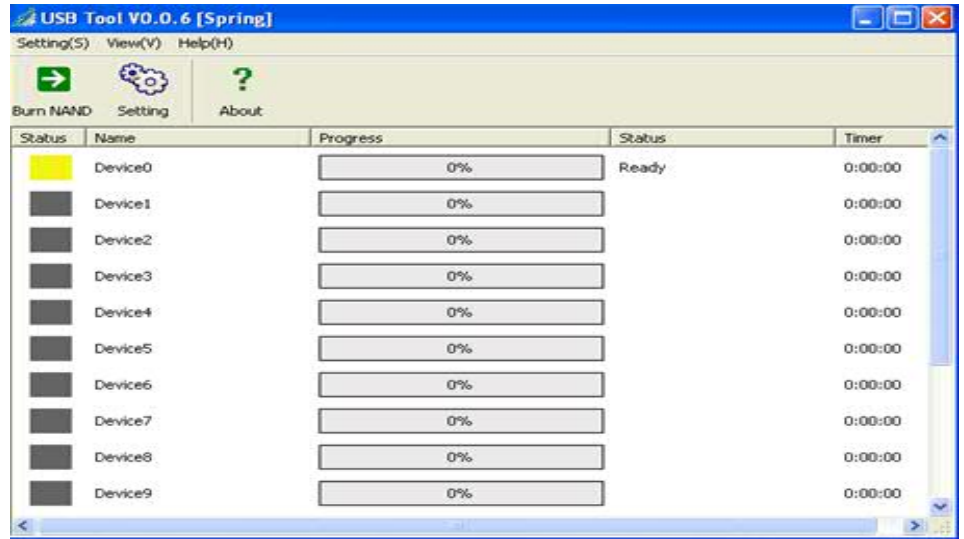 USB Tool V0.0.6 [Spring]
Setting(S) View(V) Help(H)
Burn NAND Setting About
Status Name Progress Status Timer
Device0 0% Ready 0:00:00
Device1 0% 0:00:00
Device2 0% 0:00:00
Device3 0% 0:00:00
Device4 0% 0:00:00
Device5 0% 0:00:00
Device6 0% 0:00:00
Device7 0% 0:00:00
Device8 0% 0:00:00
Device9 0% 0:00:00